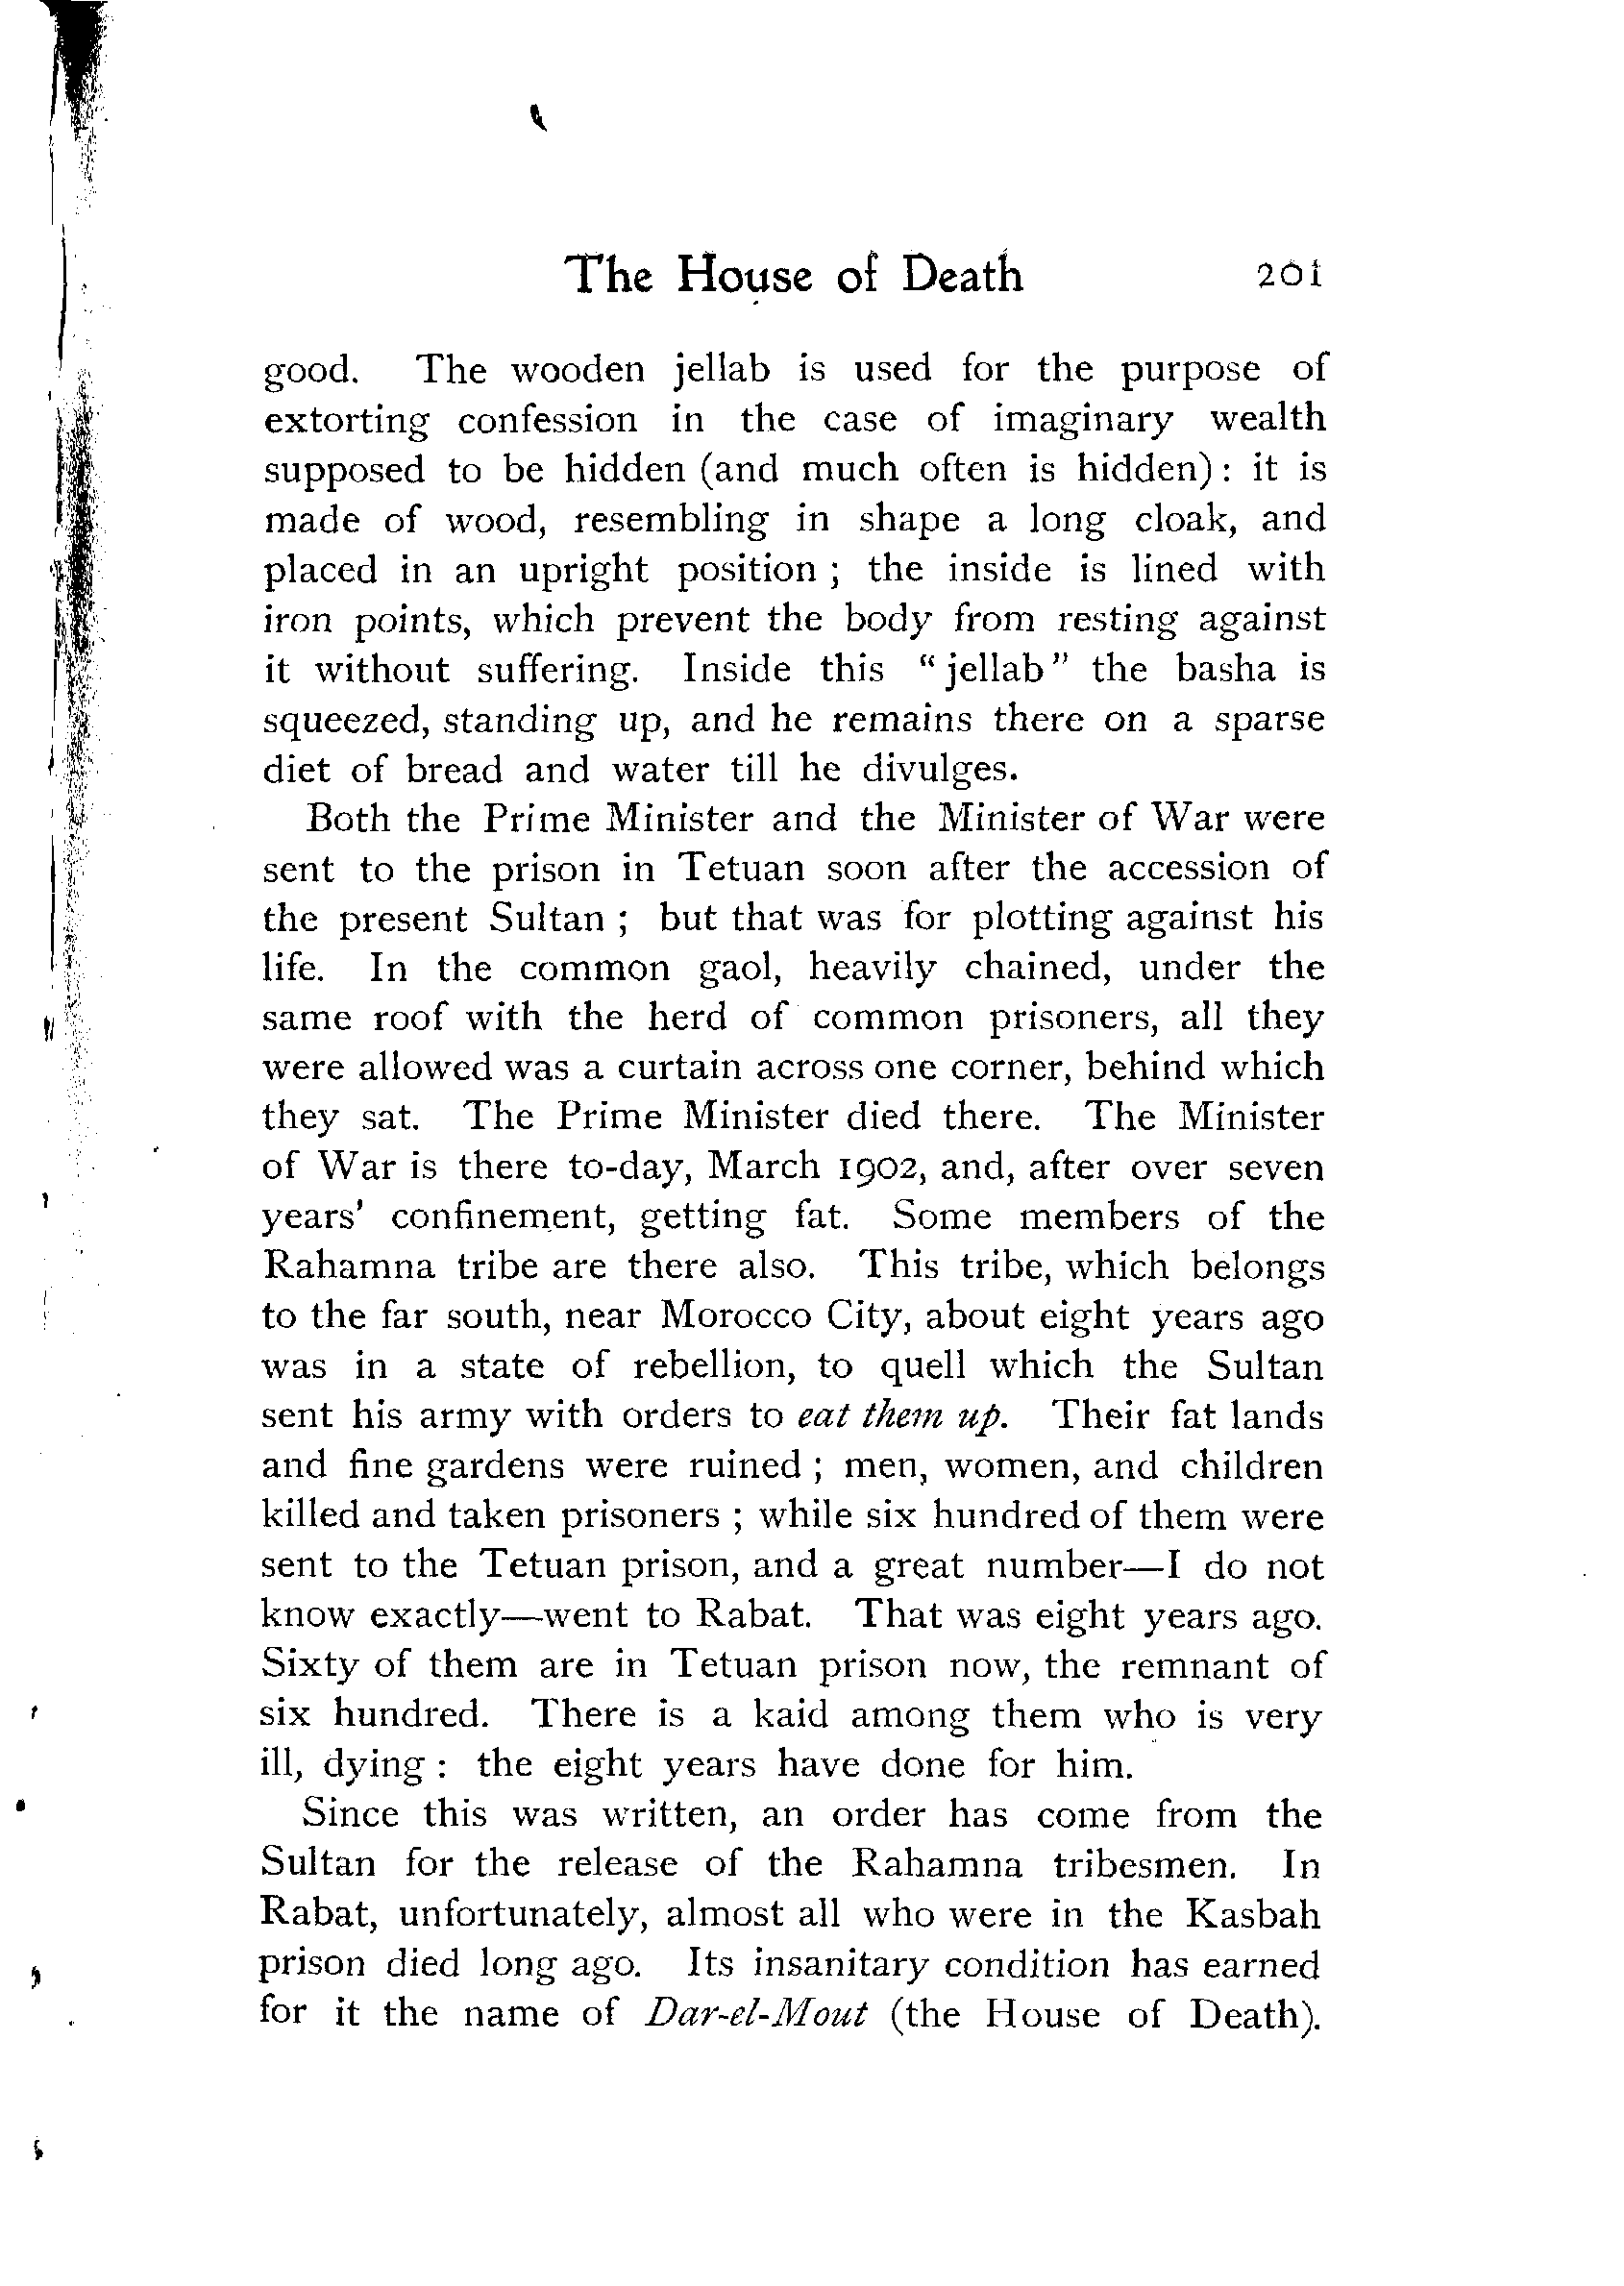 The House of Death 201
good. The wooden jellab is used for the purpose of
extorting confession in the case of imaginary wealth
supposed to be hidden (and much often is hidden): it is
made of wood, resembling in shape a long cloak, and
placed in an upright position ; the inside is lined with
iron points, which prevent the body from resting against
it without suffering. Inside this “jellab” the basha is
squeezed, standing up, and he remains there on a sparse
diet of bread and water till he divulges.
Both the Prime Minister and the Minister of War were
sent to the prison in Tetuan soon after the accession of
the present Sultan ; but that was for plotting against his
life. In the common gaol, heavily chained, under the
same roof with the herd of common prisoners, all they
were allowed was a curtain across one corner, behind which
they sat. The Prime Minister died there. The Minister
of War is there to-day, March 1902, and, after over seven
years’ confinement, getting fat. Some members of the
Rahamna tribe are there also. This tribe, which belongs
to the far south, near Morocco City, about eight years ago
was in a state of rebellion, to quell which the Sultan
sent his army with orders to eat them up. Their fat lands
and fine gardens were ruined ; men, women, and children
killed and taken prisoners ; while six hundred of them were
sent to the Tetuan prison, and a great number—I do not
know exactly—went to Rabat. That was eight years ago.
Sixty of them are in Tetuan prison now, the remnant of
six hundred. There is a kaid among them who is very
ill, dying : the eight years have done for him.
Since this was written, an order has come from the
Sultan for the release of the Rahamna tribesmen. In
Rabat, unfortunately, almost all who were in the Kasbah
prison died long ago. Its insanitary condition has earned
for it the name of Dar-el-Mout (the House of Death).